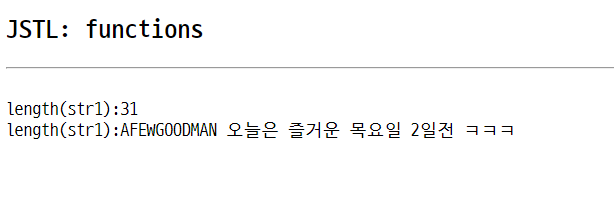 JSTL: functions
length(str1):31
length(str1):AFEWGOODMAN 오늘은 즐거운 목요일 2일전 ㅋㅋㅋ